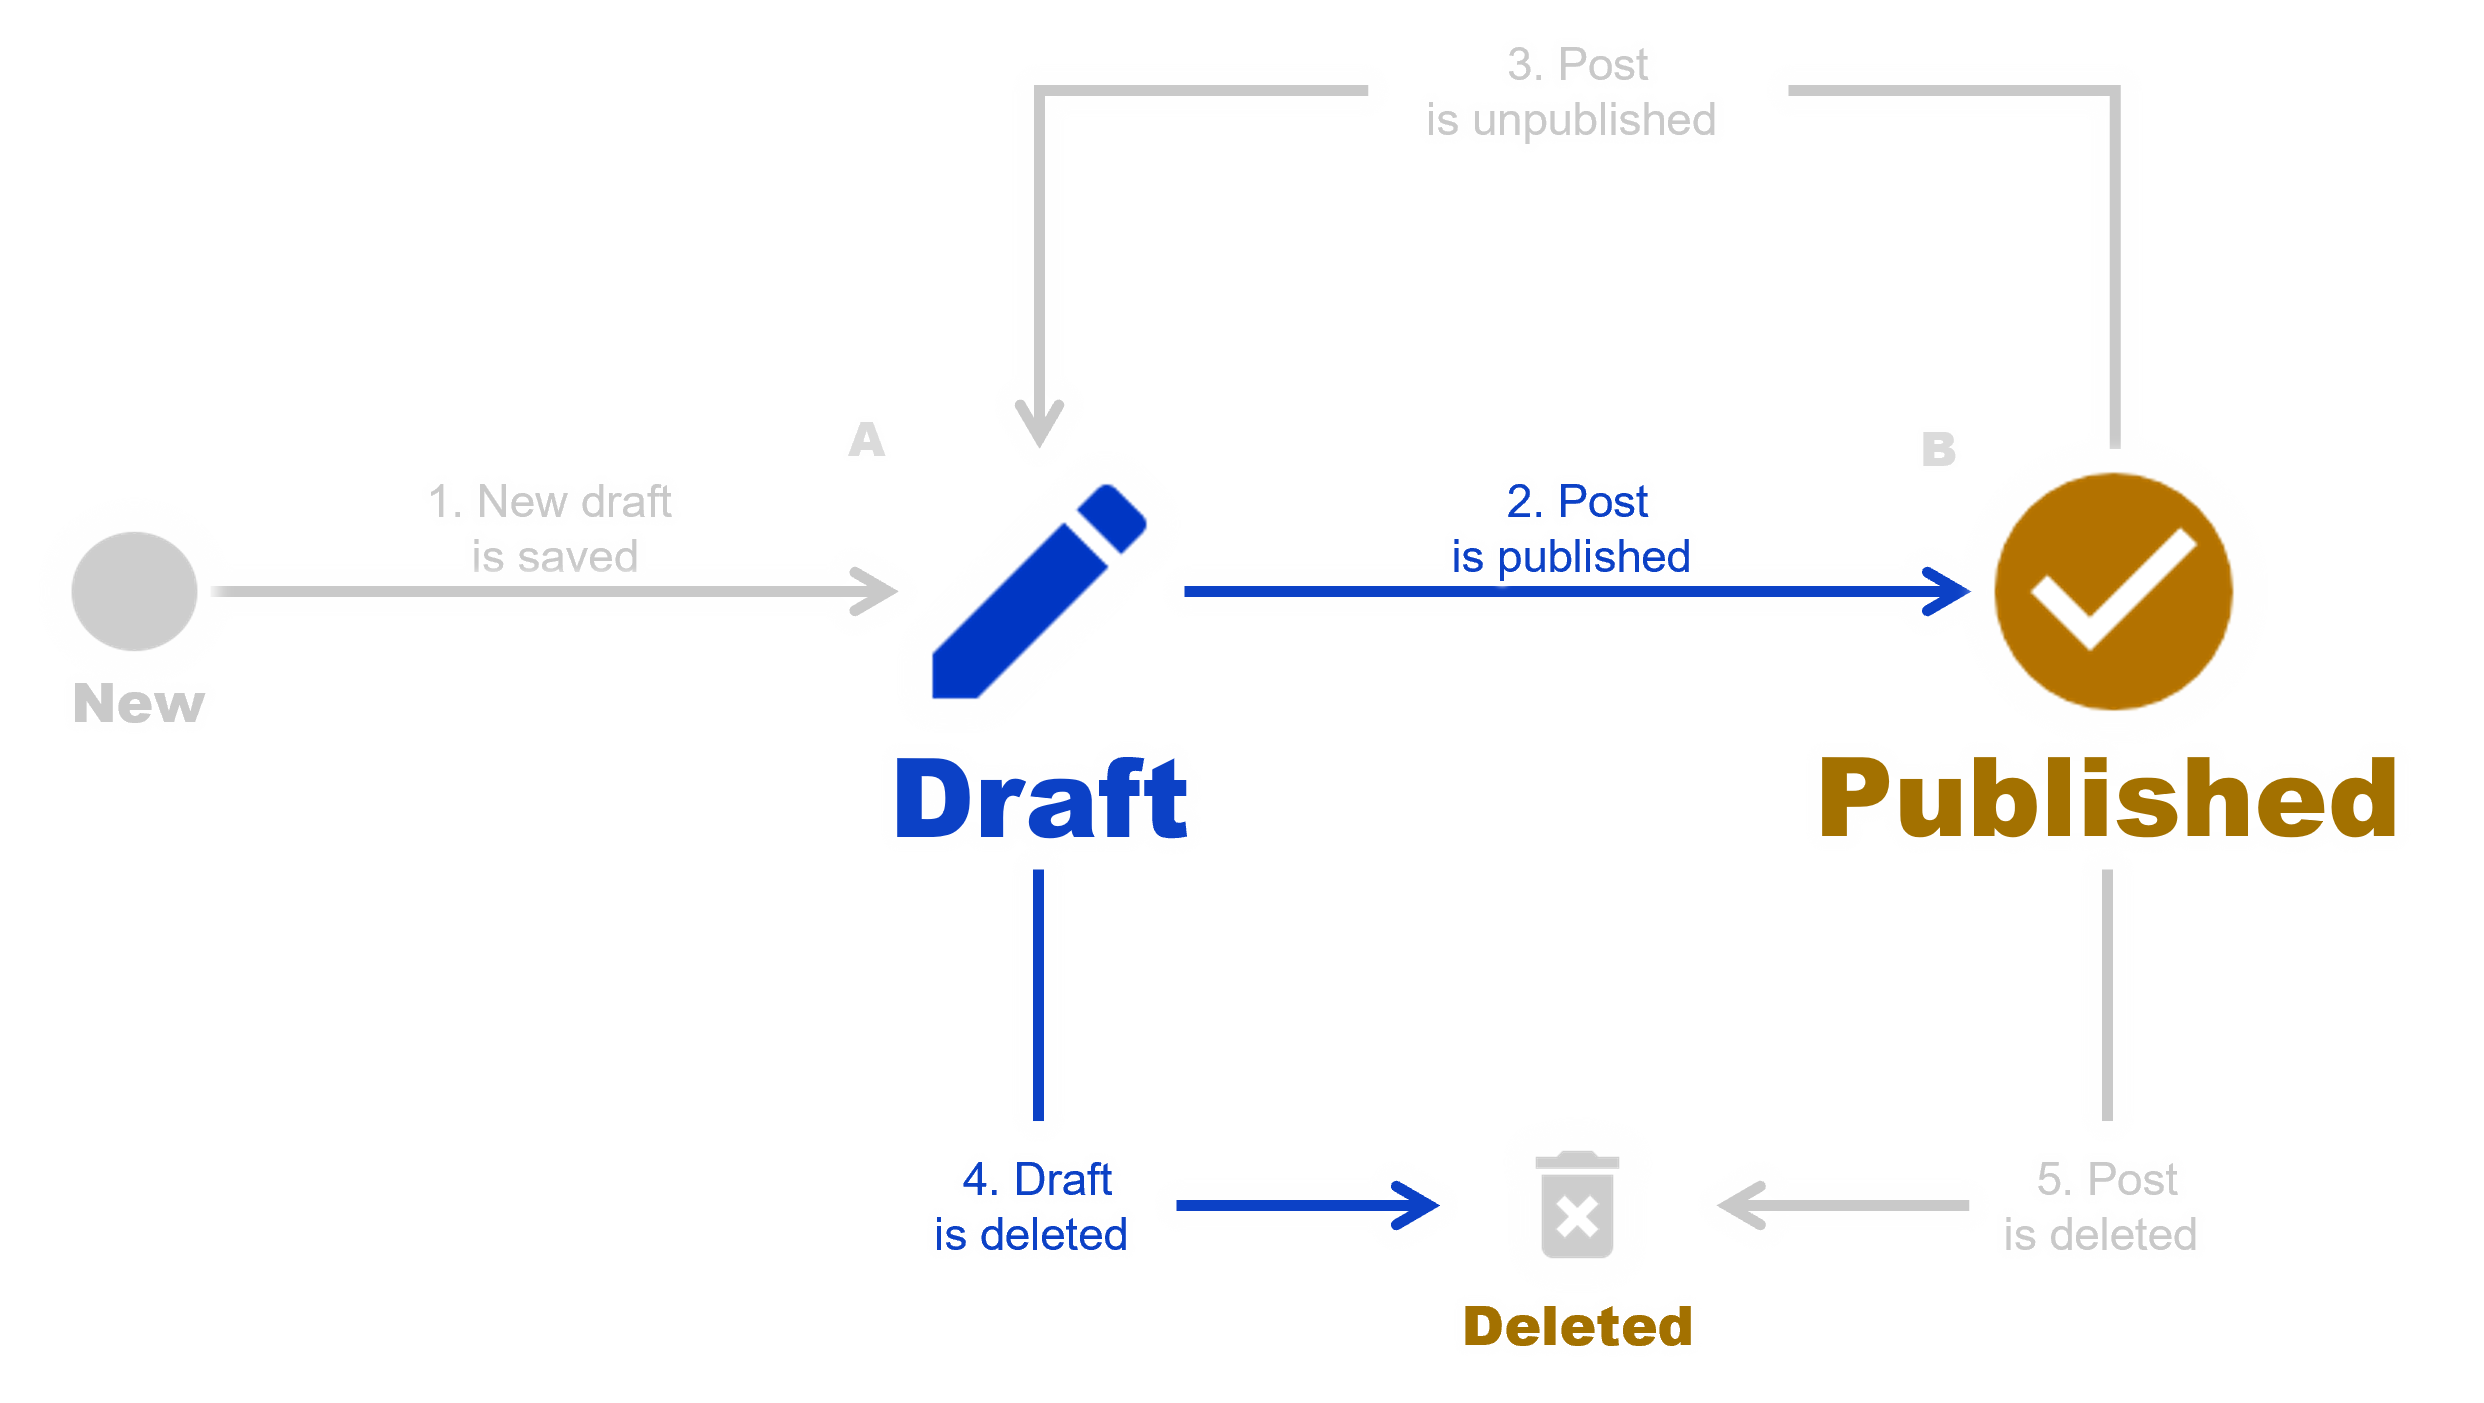 3. Post
is unpublished
A
B
1. New draft
is saved
2. Post
is published
New
Draft
Published
4. Draft
is deleted
5. Post
is deleted
Deleted